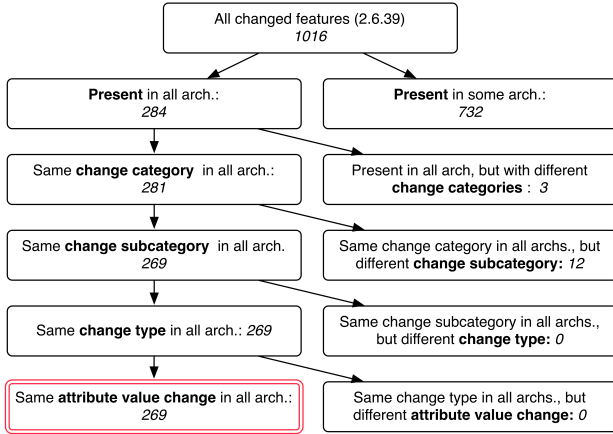 All changed features (2.6.39)
1016
Present in all arch.:
284
Present in some arch.:
732
Same change category in all arch.:
281
Present in all arch, but with different
change categories : 3
Same change subcategory in all arch.
269
Same change category in all archs., but
different change subcategory: 12
Same change type in all arch.: 269
Same change subcategory in all archs.,
but different change type: 0
Same attribute value change in all arch.:
269
Same change type in all archs., but
different attribute value change: 0